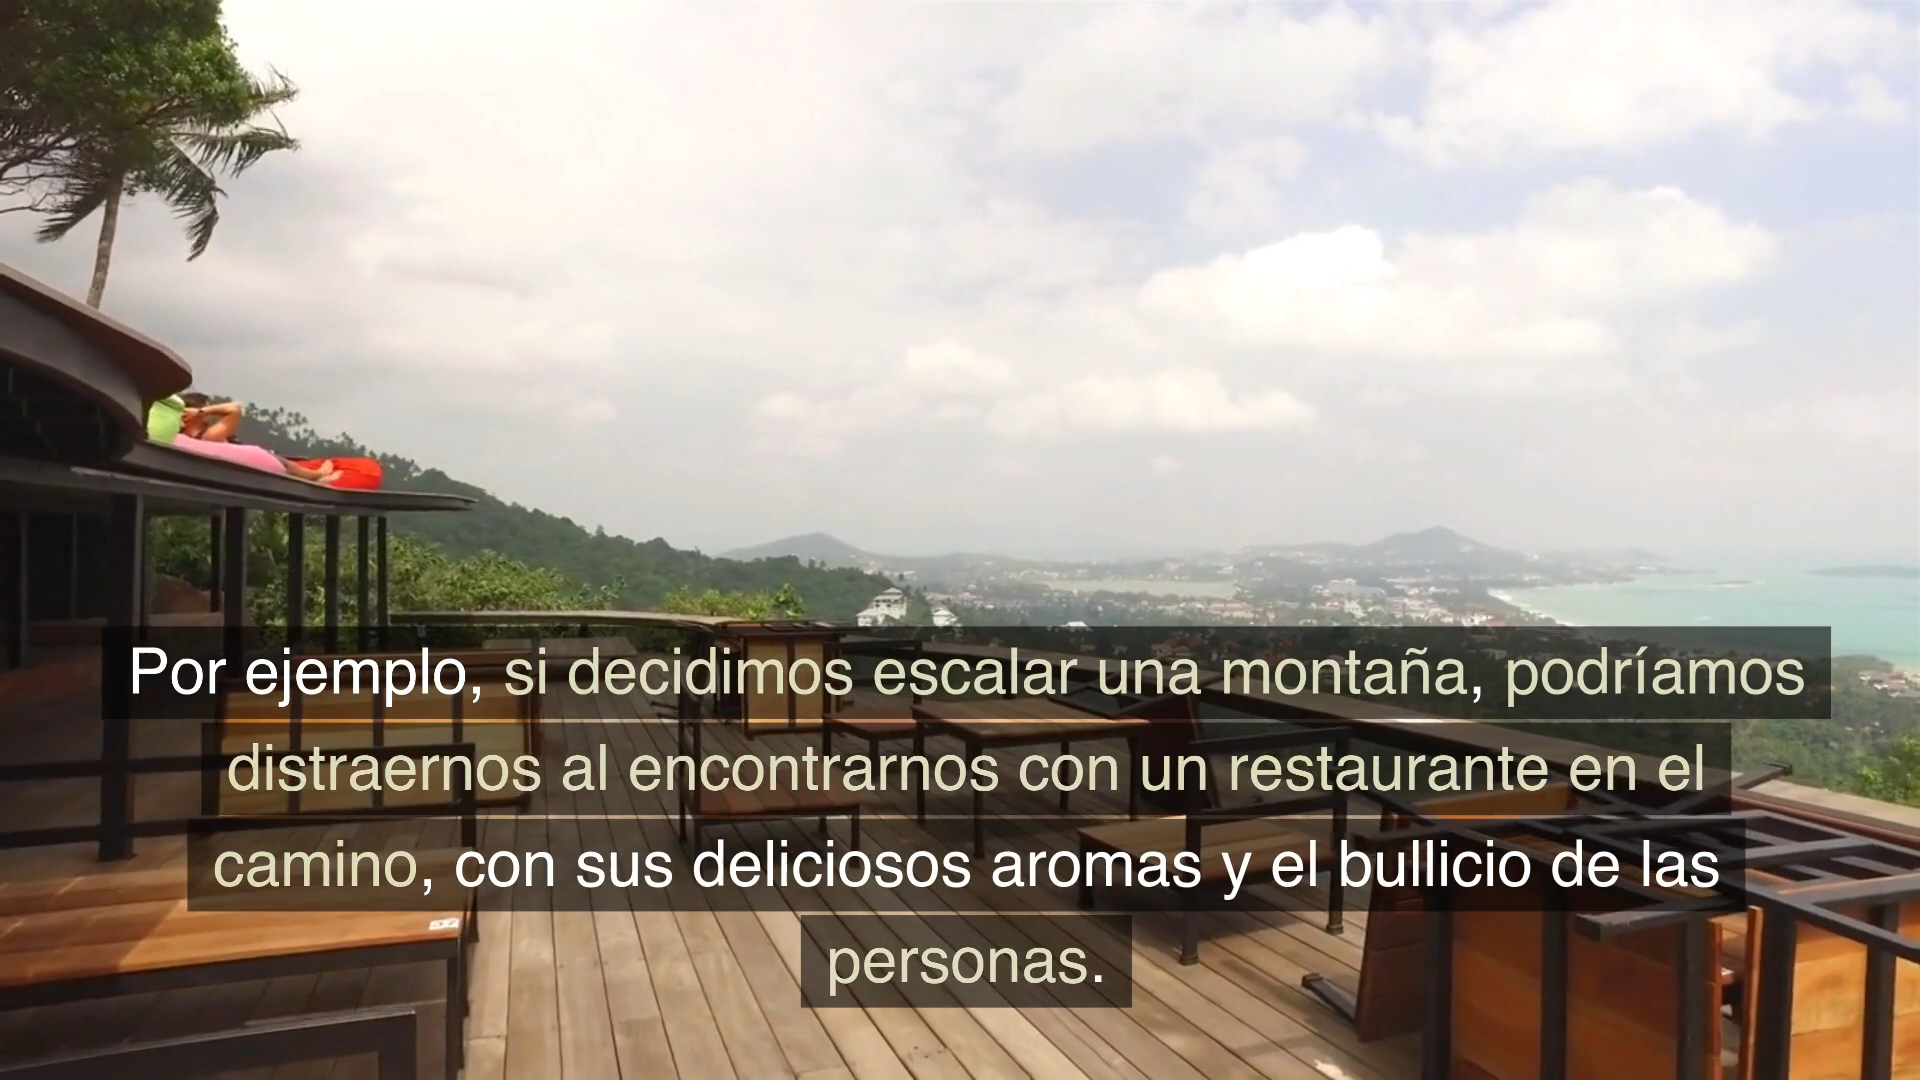 Por ejemplo, si decidimos escalar una montaña, podríamos
distraernos al encontrarnos con un restaurante en el
camino, con sus deliciosos aromas y el bullicio de las
personas.